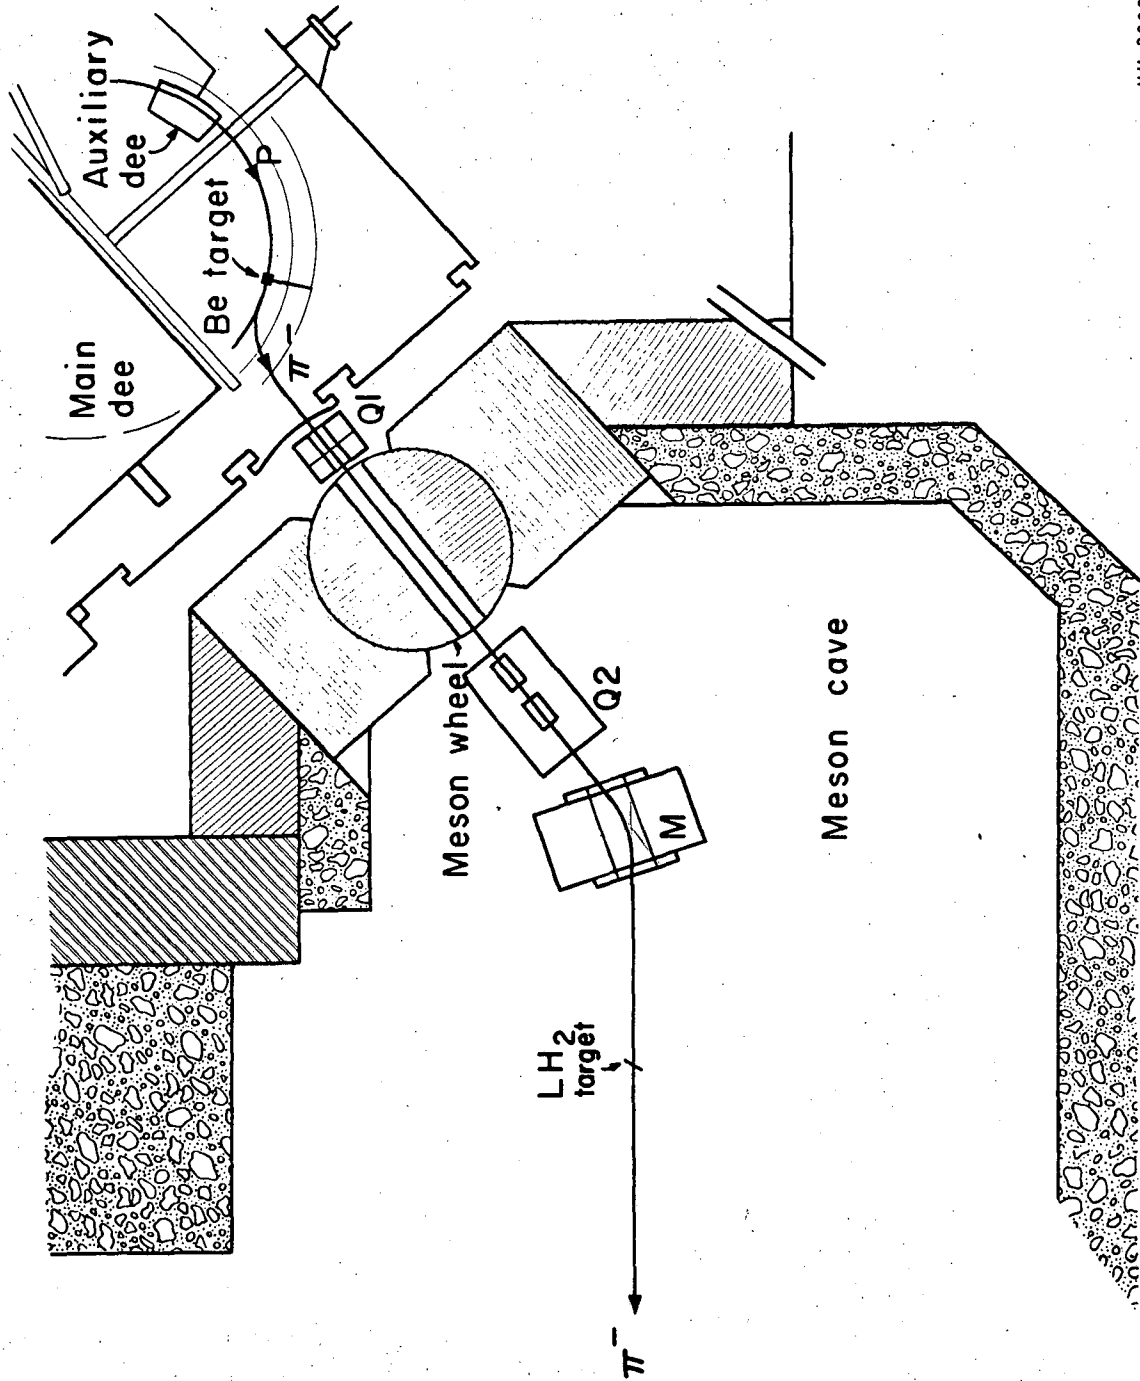 Auxiliary
dee
Main
dee
Be target
P
π⁻
Q1
Meson wheel
Q2
M
Meson cave
LH2
target
π⁻